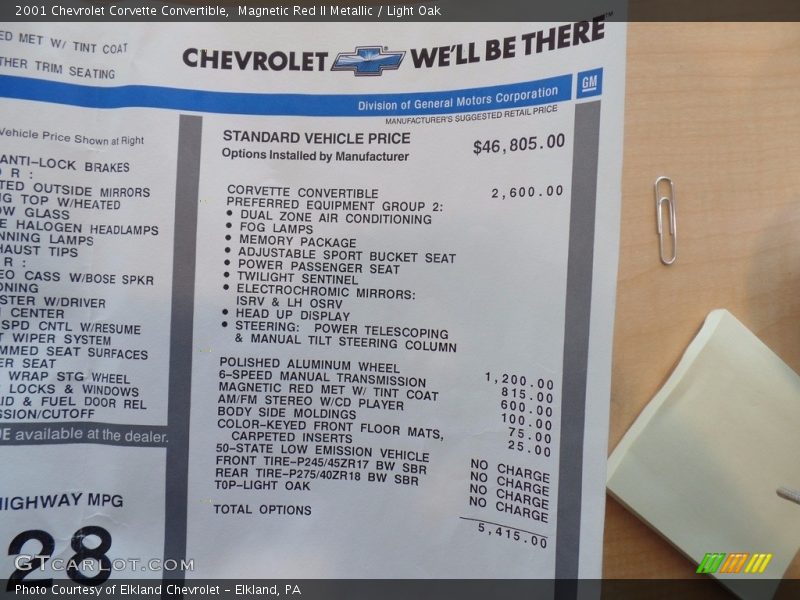 2001 Chevrolet Corvette Convertible, Magnetic Red II Metallic / Light Oak
ED MET W/ TINT COAT
THER TRIM SEATING
CHEVROLET WE'LL BE THERE™
Division of General Motors Corporation GM
MANUFACTURER'S SUGGESTED RETAIL PRICE
Vehicle Price Shown at Right
ANTI-LOCK BRAKES
O R :
TED OUTSIDE MIRRORS
NG TOP W/HEATED
OW GLASS
E HALOGEN HEADLAMPS
NNING LAMPS
HAUST TIPS
R :
EO CASS W/BOSE SPKR
ONING
STER W/DRIVER
CENTER
SPD CNTL W/RESUME
T WIPER SYSTEM
MMED SEAT SURFACES
ER SEAT
WRAP STG WHEEL
LOCKS & WINDOWS
LID & FUEL DOOR REL
SSION/CUTOFF
DE available at the dealer.
HIGHWAY MPG
28
STANDARD VEHICLE PRICE $46,805.00
Options Installed by Manufacturer
CORVETTE CONVERTIBLE 2,600.00
PREFERRED EQUIPMENT GROUP 2:
• DUAL ZONE AIR CONDITIONING
• FOG LAMPS
• MEMORY PACKAGE
• ADJUSTABLE SPORT BUCKET SEAT
• POWER PASSENGER SEAT
• TWILIGHT SENTINEL
• ELECTROCHROMIC MIRRORS:
ISRV & LH OSRV
• HEAD UP DISPLAY
• STEERING: POWER TELESCOPING
& MANUAL TILT STEERING COLUMN
POLISHED ALUMINUM WHEEL 1,200.00
6-SPEED MANUAL TRANSMISSION 815.00
MAGNETIC RED MET W/ TINT COAT 600.00
AM/FM STEREO W/CD PLAYER 100.00
BODY SIDE MOLDINGS 75.00
COLOR-KEYED FRONT FLOOR MATS, 25.00
CARPETED INSERTS
50-STATE LOW EMISSION VEHICLE NO CHARGE
FRONT TIRE-P245/45ZR17 BW SBR NO CHARGE
REAR TIRE-P275/40ZR18 BW SBR NO CHARGE
TOP-LIGHT OAK NO CHARGE
TOTAL OPTIONS 5,415.00
GTCarLot.com
Photo Courtesy of Elkland Chevrolet – Elkland, PA